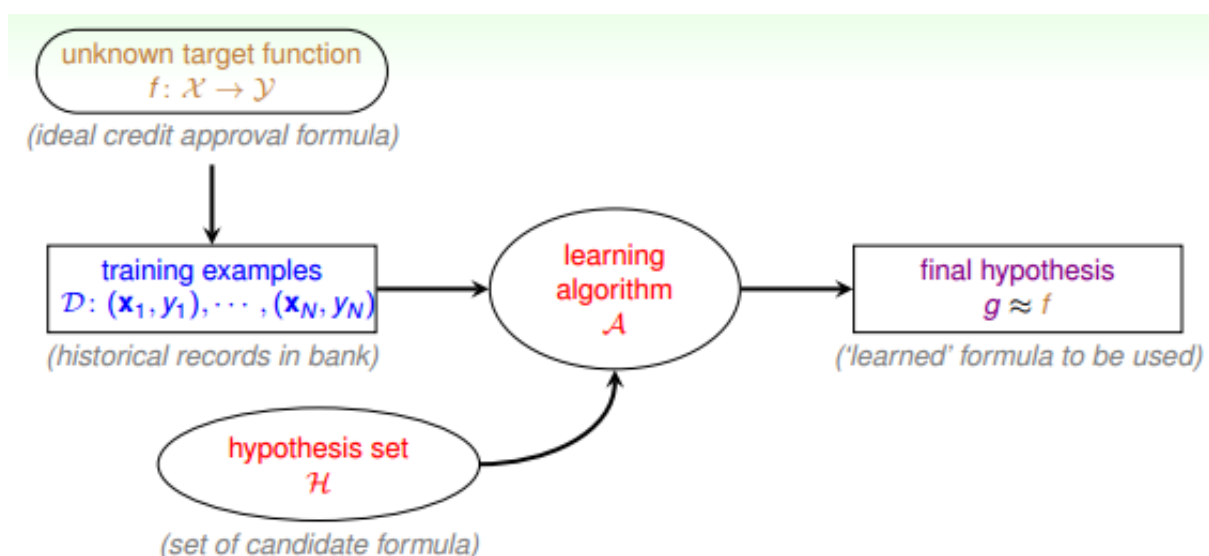 unknown target function
f: 𝒳 → 𝒴
(ideal credit approval formula)
training examples
𝒟: (𝐱₁, y₁), ⋯ , (𝐱_N, y_N)
(historical records in bank)
learning
algorithm
𝒜
final hypothesis
g ≈ f
(‘learned’ formula to be used)
hypothesis set
ℋ
(set of candidate formula)